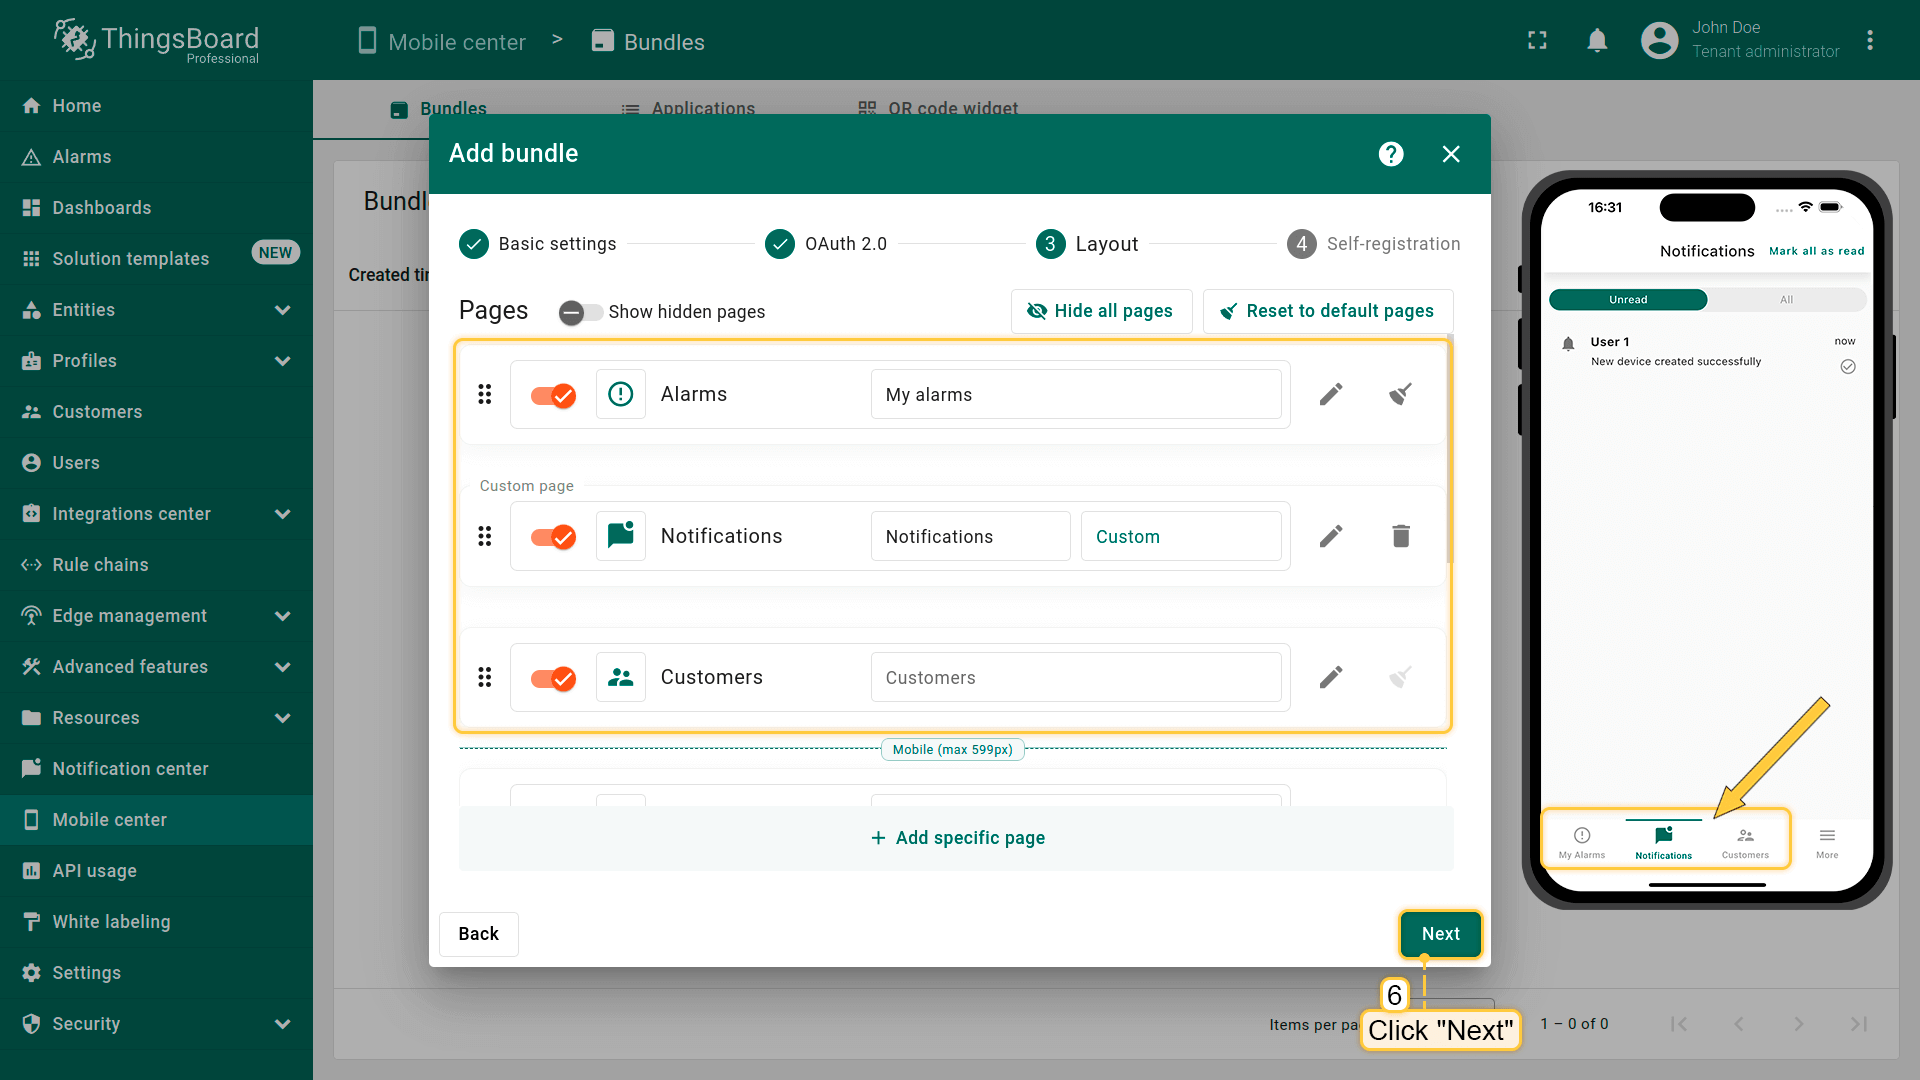 ThingsBoard
Professional
Mobile center > Bundles
John Doe
Tenant administrator
Home
Alarms
Dashboards
Solution templates NEW
Entities
Profiles
Customers
Users
Integrations center
Rule chains
Edge management
Advanced features
Resources
Notification center
Mobile center
API usage
White labeling
Settings
Security
Bundles Applications QR code widget
Add bundle
Basic settings OAuth 2.0 3 Layout 4 Self-registration
Pages Show hidden pages Hide all pages Reset to default pages
Alarms My alarms
Custom page
Notifications Notifications Custom
Customers Customers
Mobile (max 599px)
+ Add specific page
Back Next
6
Click "Next"
Items per
1 – 0 of 0
16:31
Notifications Mark all as read
Unread All
User 1 now
New device created successfully
My Alarms Notifications Customers More